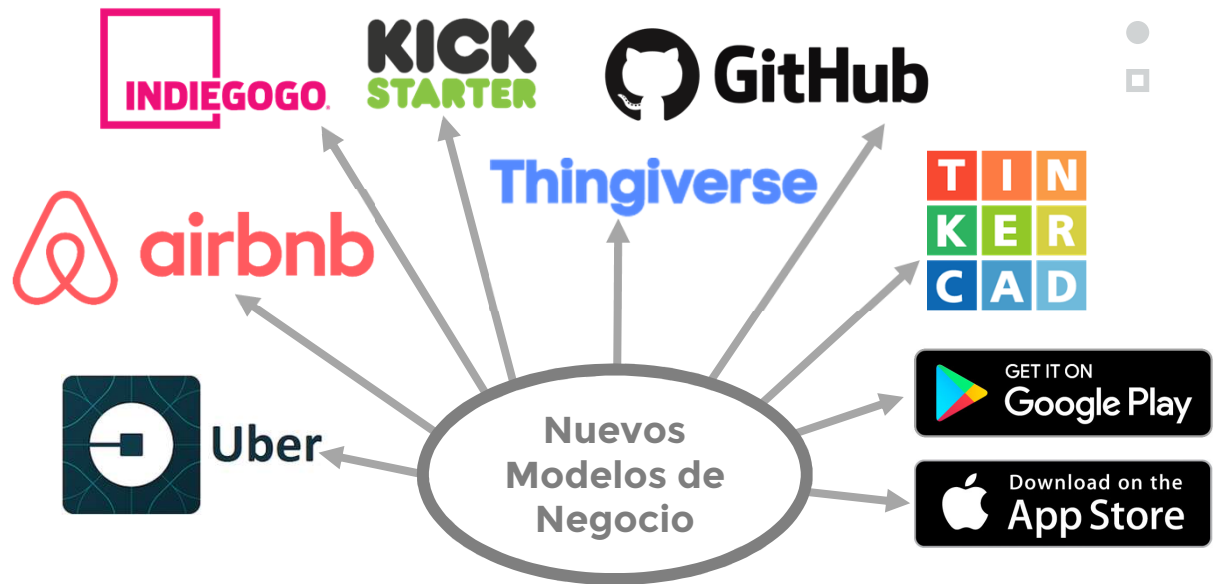 INDIEGOGO.
KICK
STARTER
GitHub
Thingiverse
T I N
K E R
C A D
airbnb
Uber
GET IT ON
Google Play
Download on the
App Store
Nuevos
Modelos de
Negocio